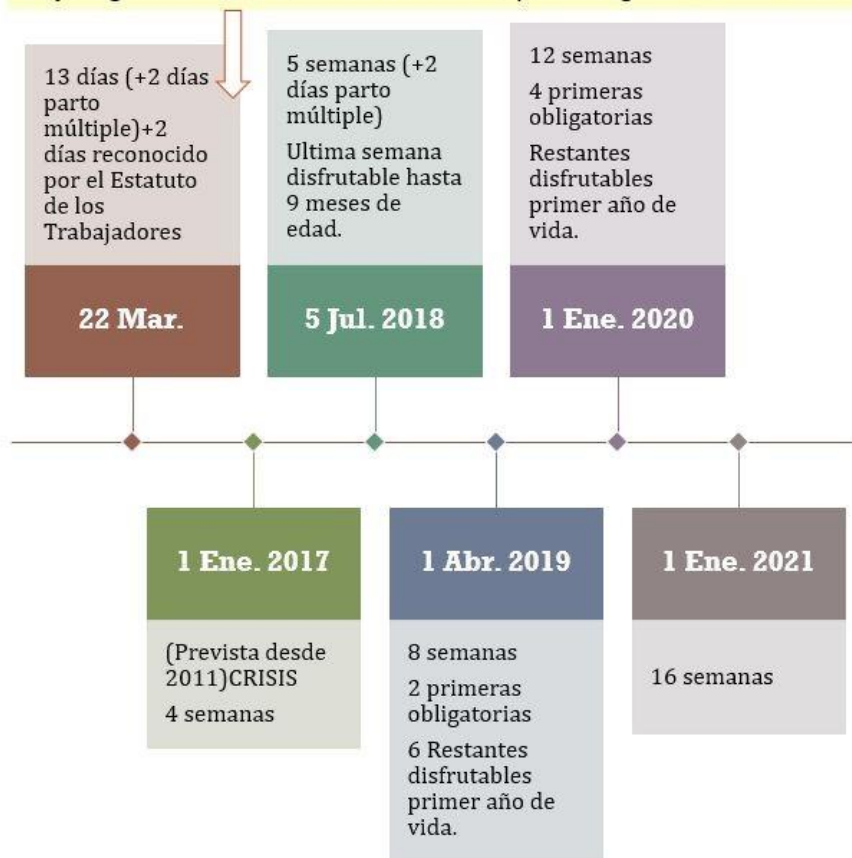 13 días (+2 días
parto
múltiple)+2
días reconocido
por el Estatuto
de los
Trabajadores
22 Mar.
5 semanas (+2
días parto
múltiple)
Ultima semana
disfrutable hasta
9 meses de
edad.
5 Jul. 2018
12 semanas
4 primeras
obligatorias
Restantes
disfrutables
primer año de
vida.
1 Ene. 2020
1 Ene. 2017
(Prevista desde
2011)CRISIS
4 semanas
1 Abr. 2019
8 semanas
2 primeras
obligatorias
6 Restantes
disfrutables
primer año de
vida.
1 Ene. 2021
16 semanas